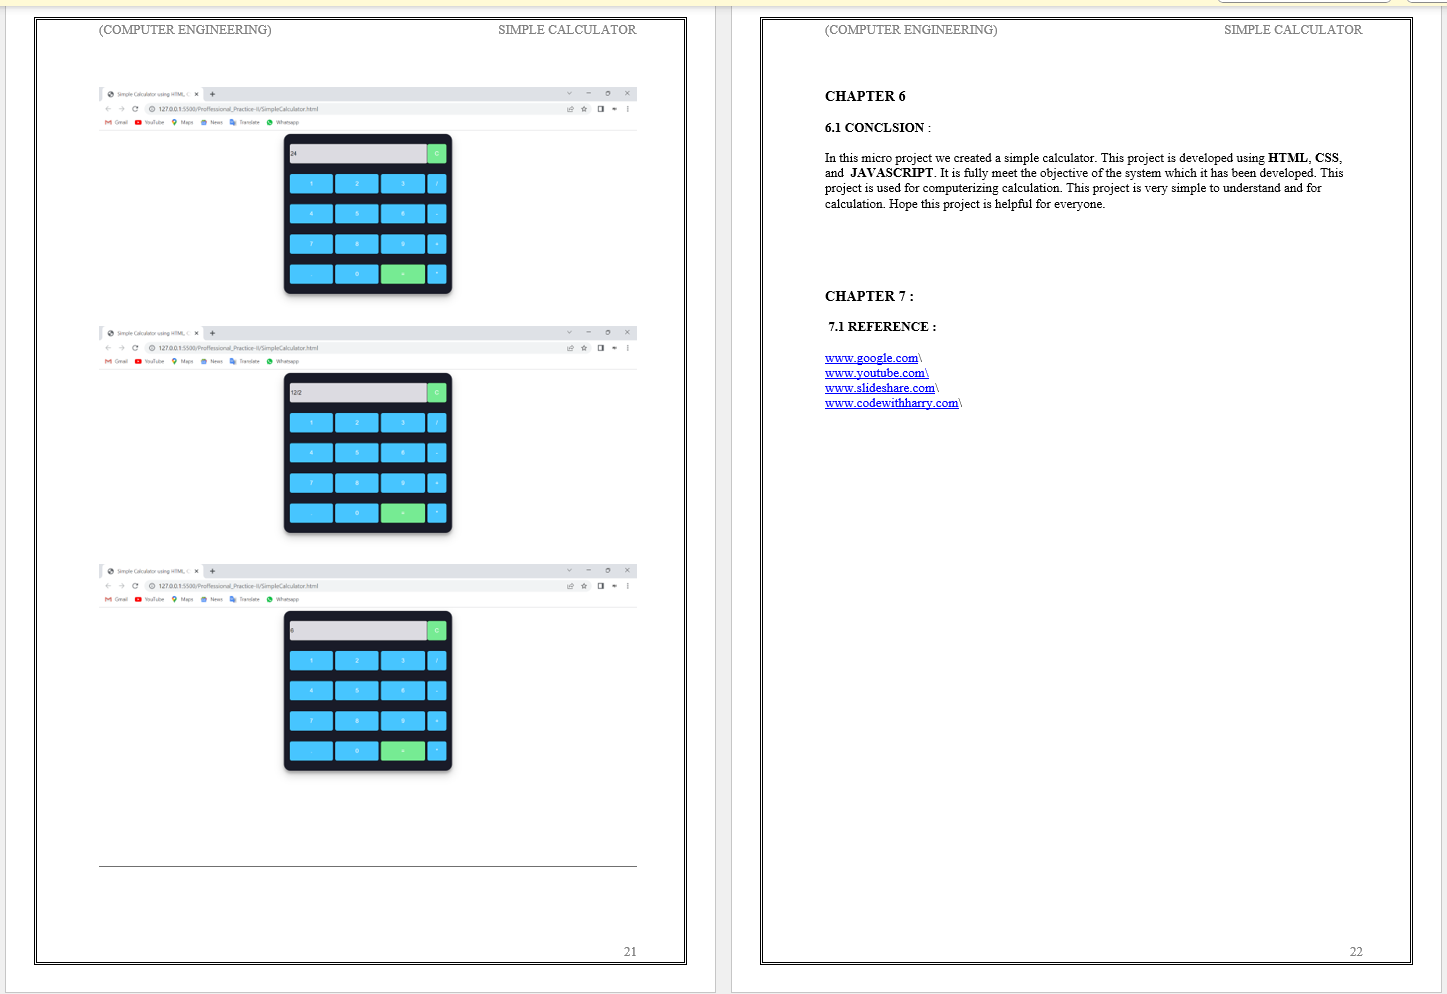 (COMPUTER ENGINEERING) SIMPLE CALCULATOR
Simple Calculator using HTML, C
127.0.0.1:5500/Proffessional_Practice-II/SimpleCalculator.html
Gmail YouTube Maps News Translate Whatsapp
24 C
1 2 3 /
4 5 6 -
7 8 9 +
. 0 = *
Simple Calculator using HTML, C
127.0.0.1:5500/Proffessional_Practice-II/SimpleCalculator.html
Gmail YouTube Maps News Translate Whatsapp
12/2 C
1 2 3 /
4 5 6 -
7 8 9 +
. 0 = *
Simple Calculator using HTML, C
127.0.0.1:5500/Proffessional_Practice-II/SimpleCalculator.html
Gmail YouTube Maps News Translate Whatsapp
6 C
1 2 3 /
4 5 6 -
7 8 9 +
. 0 = *
21
(COMPUTER ENGINEERING) SIMPLE CALCULATOR
CHAPTER 6
6.1 CONCLSION :
In this micro project we created a simple calculator. This project is developed using HTML, CSS,
and JAVASCRIPT. It is fully meet the objective of the system which it has been developed. This
project is used for computerizing calculation. This project is very simple to understand and for
calculation. Hope this project is helpful for everyone.
CHAPTER 7 :
7.1 REFERENCE :
www.google.com\
www.youtube.com\
www.slideshare.com\
www.codewithharry.com\
22